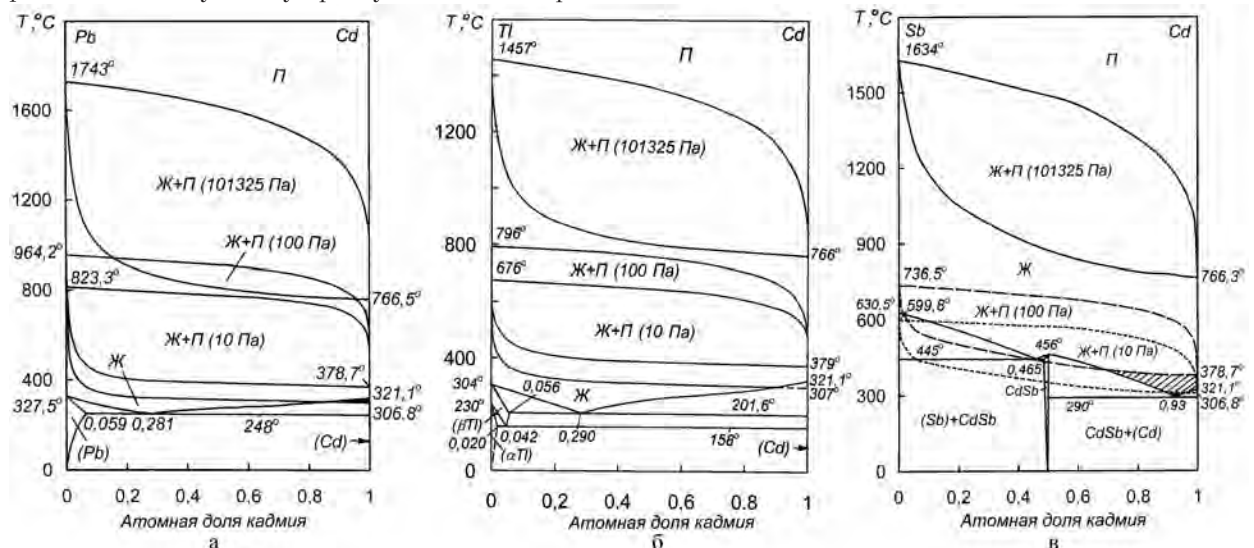 T,°C
Pb
Cd
1743°
П
1600
Ж+П (101325 Па)
1200
Ж+П (100 Па)
964,2°
823,3°
800
766,5°
Ж+П (10 Па)
Ж
378,7°
400
321,1°
327,5°
306,8°
0,059
0,281
248°
(Pb)
(Cd)
0
0
0,2
0,4
0,6
0,8
1
Атомная доля кадмия
а
T,°C
Tl
Cd
1457°
П
1200
Ж+П (101325 Па)
796°
800
766°
676°
Ж+П (100 Па)
Ж+П (10 Па)
400
379°
304°
0,056
Ж
321,1°
307°
230°
201,6°
(βTl)
0,042
0,290
158°
0,020
(αTl)
(Cd)
0
0
0,2
0,4
0,6
0,8
1
Атомная доля кадмия
б
T,°C
Sb
Cd
1634°
П
1500
Ж+П (101325 Па)
1200
900
Ж
766,3°
736,5°
630,5°
599,8°
Ж+П (100 Па)
600
456°
Ж+П (10 Па)
445°
0,465
378,7°
CdSb
321,1°
300
290°
0,93
306,8°
(Sb)+CdSb
CdSb+(Cd)
0
0
0,2
0,4
0,6
0,8
1
Атомная доля кадмия
в